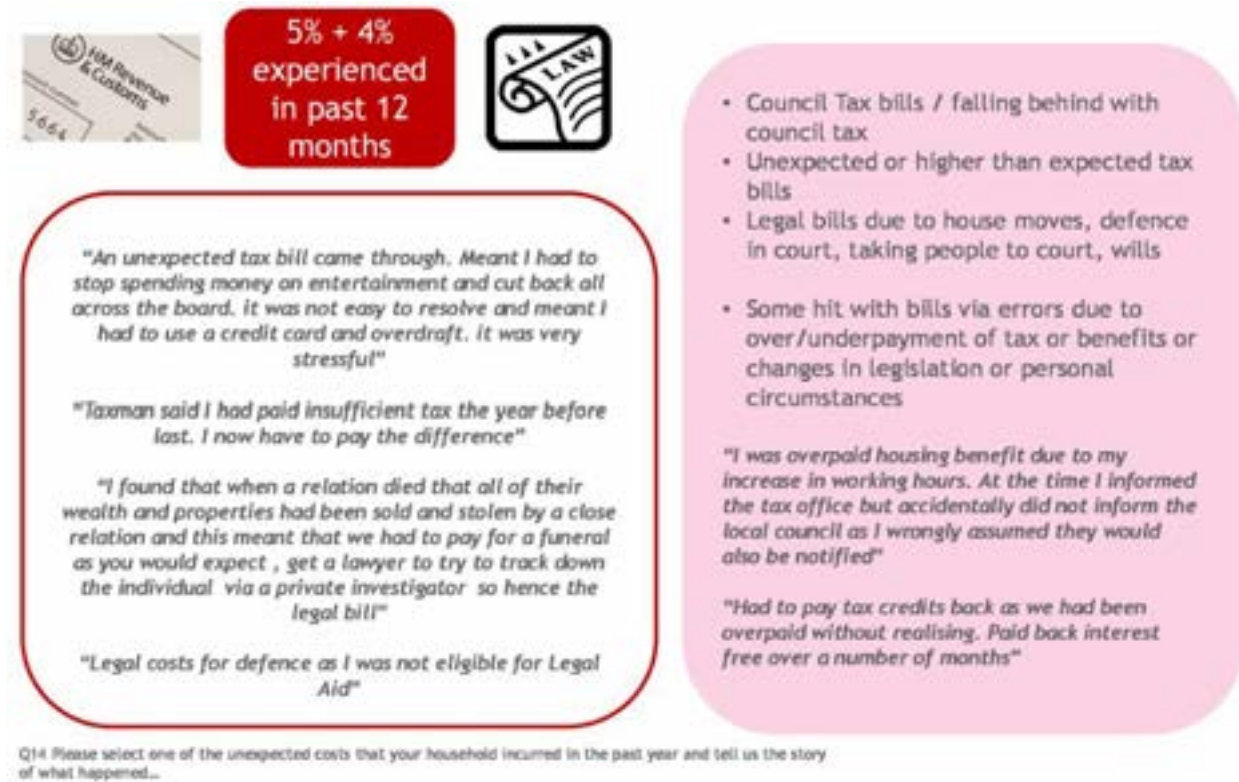 HM Revenue
& Customs
5664
5% + 4%
experienced
in past 12
months
LAW
"An unexpected tax bill came through. Meant I had to
stop spending money on entertainment and cut back all
across the board. it was not easy to resolve and meant I
had to use a credit card and overdraft. it was very
stressful"
"Taxman said I had paid insufficient tax the year before
last. I now have to pay the difference"
"I found that when a relation died that all of their
wealth and properties had been sold and stolen by a close
relation and this meant that we had to pay for a funeral
as you would expect , get a lawyer to try to track down
the individual via a private investigator so hence the
legal bill"
"Legal costs for defence as I was not eligible for Legal
Aid"
• Council Tax bills / falling behind with
council tax
• Unexpected or higher than expected tax
bills
• Legal bills due to house moves, defence
in court, taking people to court, wills
• Some hit with bills via errors due to
over/underpayment of tax or benefits or
changes in legislation or personal
circumstances
"I was overpaid housing benefit due to my
increase in working hours. At the time I informed
the tax office but accidentally did not inform the
local council as I wrongly assumed they would
also be notified"
"Had to pay tax credits back as we had been
overpaid without realising. Paid back interest
free over a number of months"
Q14 Please select one of the unexpected costs that your household incurred in the past year and tell us the story
of what happened...